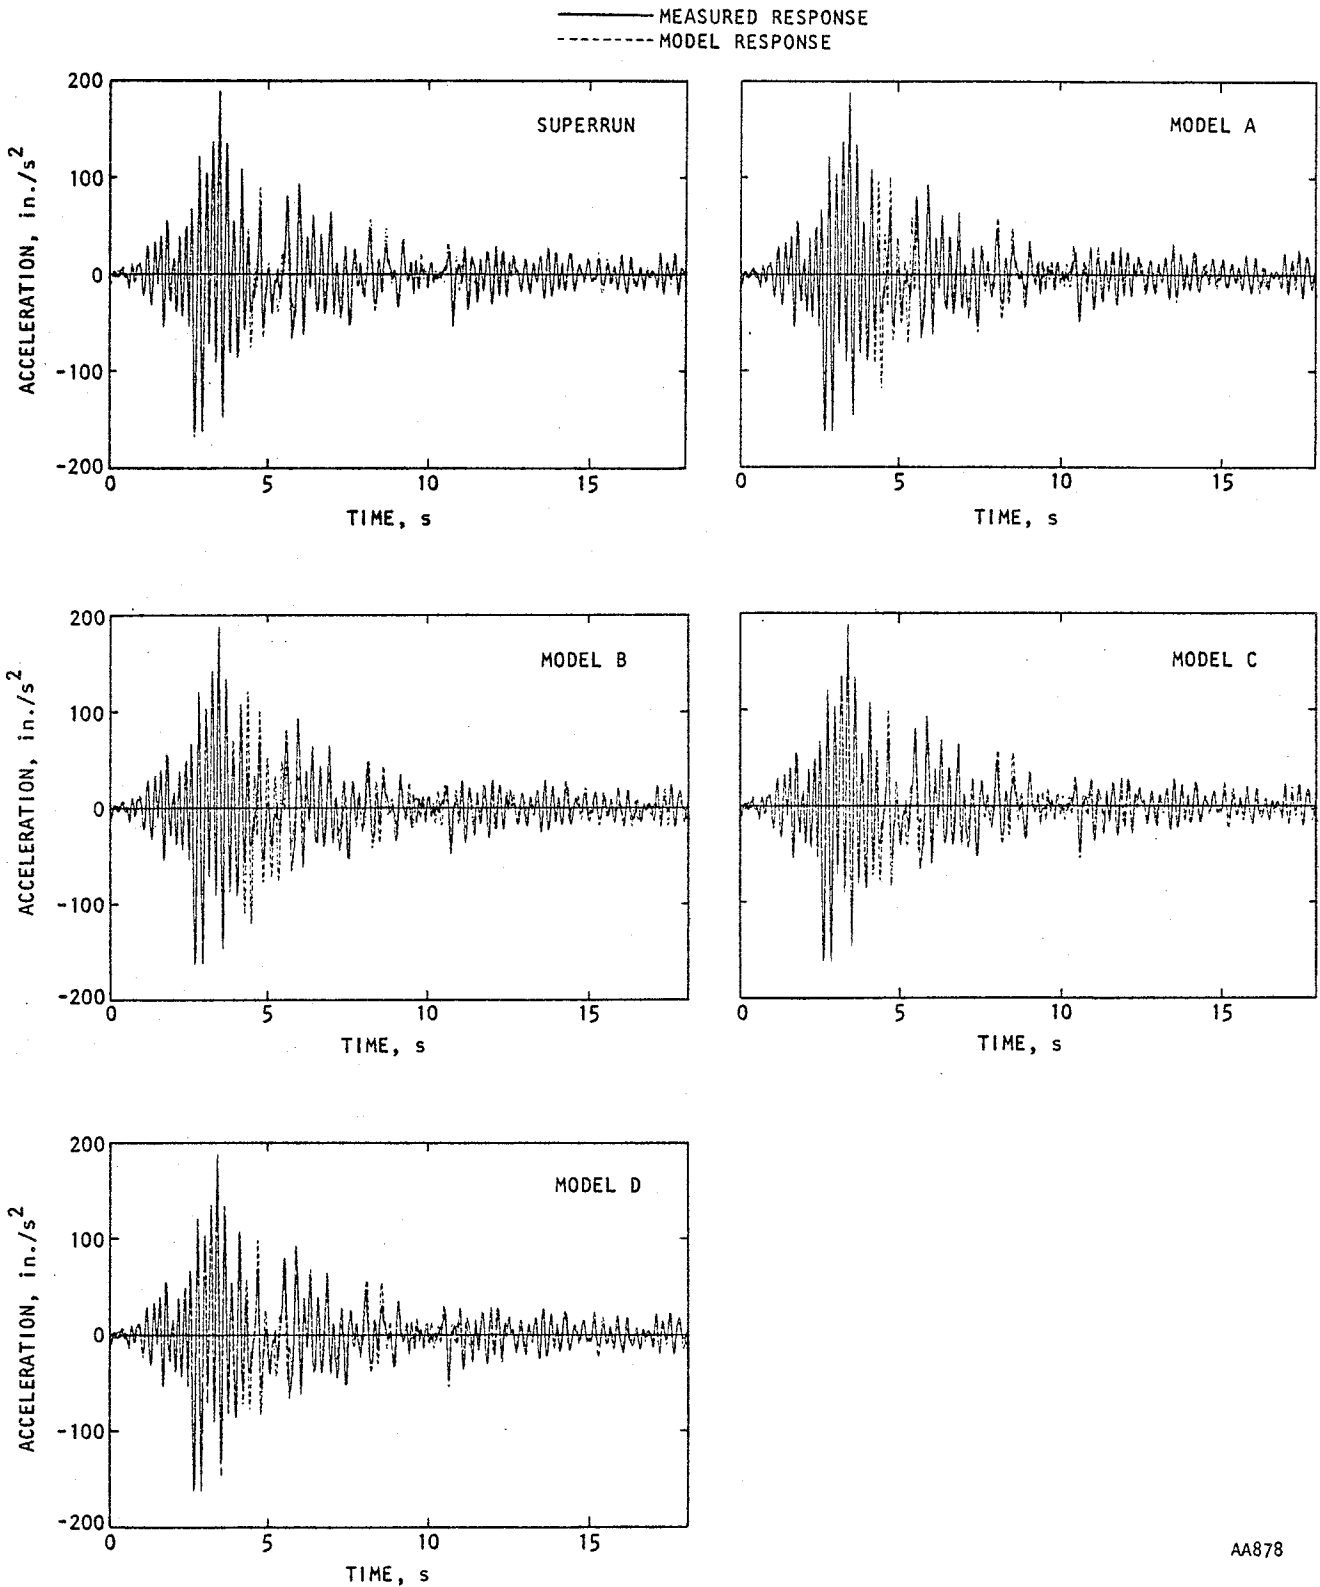 MEASURED RESPONSE
MODEL RESPONSE
SUPERRUN
ACCELERATION, in./s²
200
100
0
-100
-200
0 5 10 15
TIME, s
MODEL A
0 5 10 15
TIME, s
MODEL B
ACCELERATION, in./s²
200
100
0
-100
-200
0 5 10 15
TIME, s
MODEL C
0 5 10 15
TIME, s
MODEL D
ACCELERATION, in./s²
200
100
0
-100
-200
0 5 10 15
TIME, s
AA878